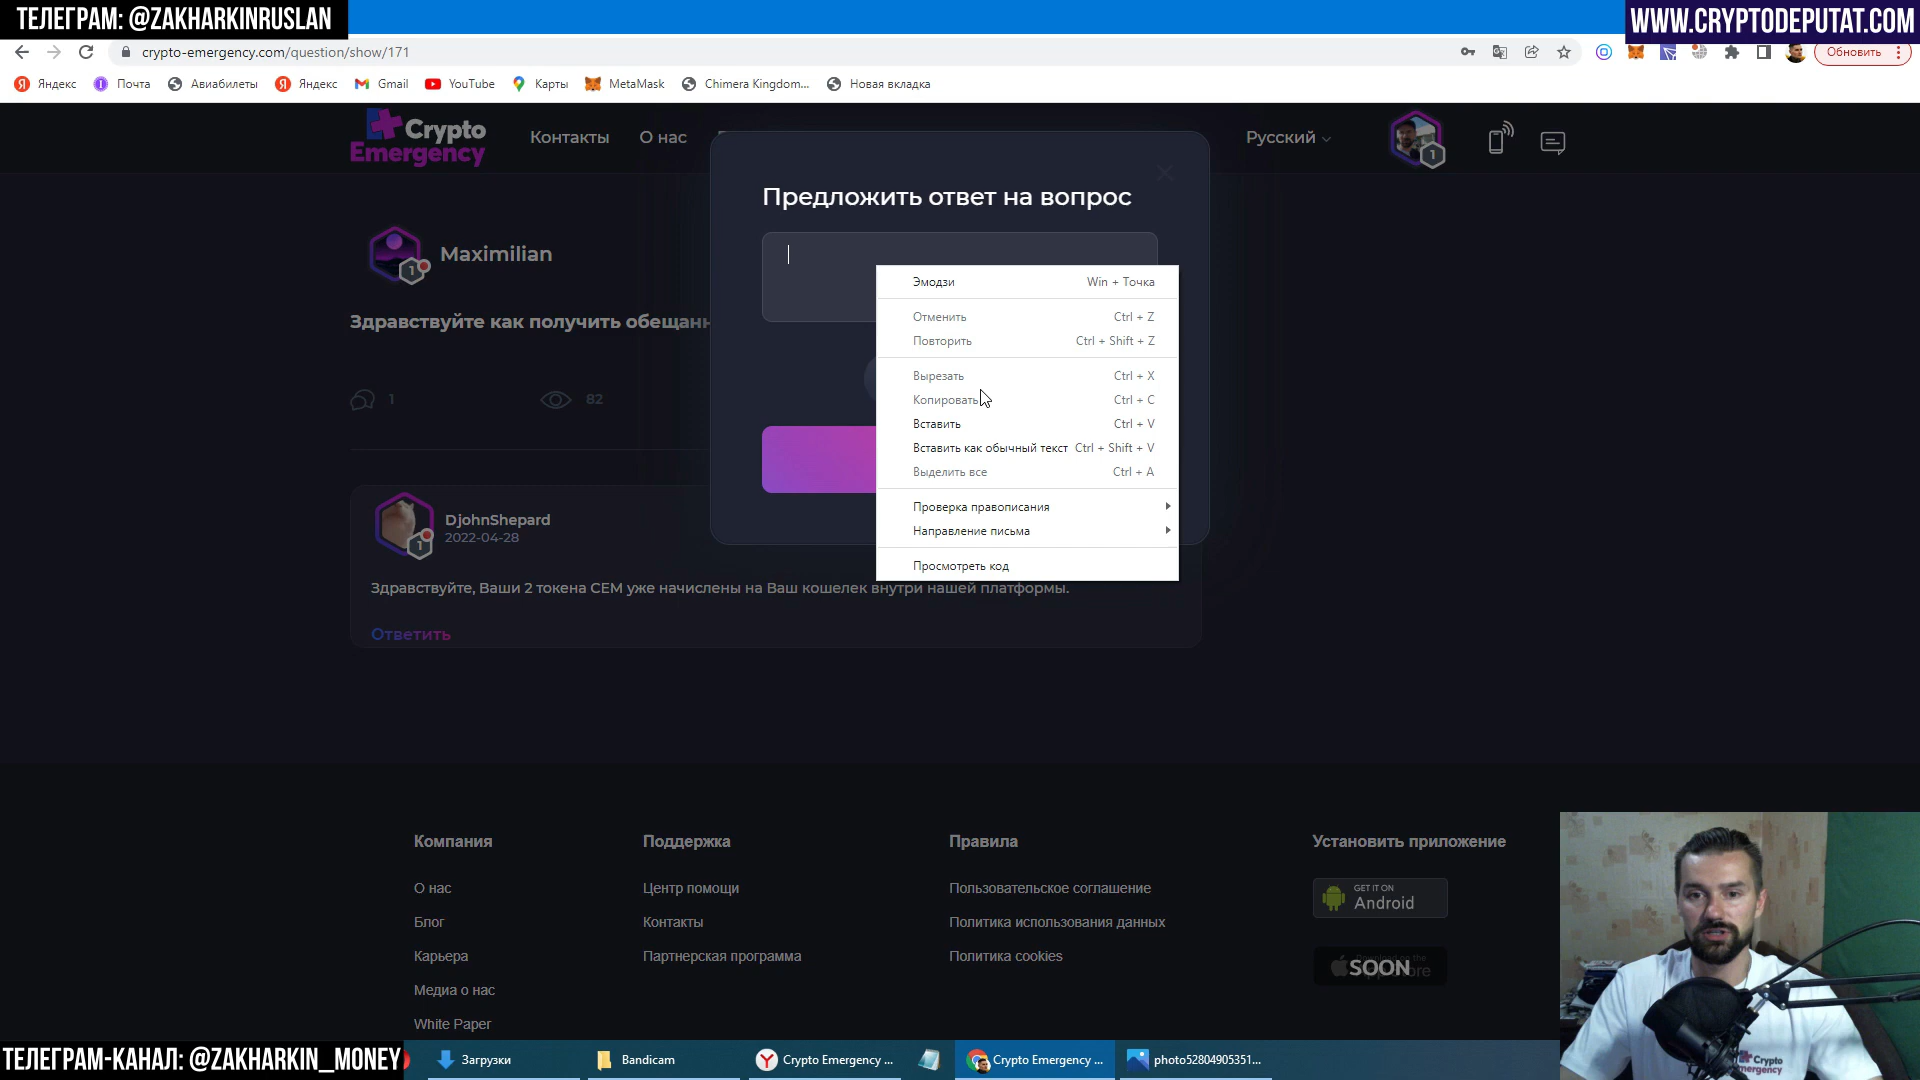 ТЕЛЕГРАМ: @ZAKHARKINRUSLAN
WWW.CRYPTODEPUTAT.COM
crypto-emergency.com/question/show/171
Обновить
Яндекс
Почта
Авиабилеты
Яндекс
Gmail
YouTube
Карты
MetaMask
Chimera Kingdom...
Новая вкладка
Crypto
Emergency
Контакты
О нас
Русский
1
Предложить ответ на вопрос
Maximilian
1
Здравствуйте как получить обещанн
1
82
Эмодзи Win + Точка
Отменить Ctrl + Z
Повторить Ctrl + Shift + Z
Вырезать Ctrl + X
Копировать Ctrl + C
Вставить Ctrl + V
Вставить как обычный текст Ctrl + Shift + V
Выделить все Ctrl + A
Проверка правописания
Направление письма
Просмотреть код
DjohnShepard
2022-04-28
1
Здравствуйте, Ваши 2 токена CEM уже начислены на Ваш кошелек внутри нашей платформы.
Ответить
Компания
О нас
Блог
Карьера
Медиа о нас
White Paper
Поддержка
Центр помощи
Контакты
Партнерская программа
Правила
Пользовательское соглашение
Политика использования данных
Политика cookies
Установить приложение
GET IT ON
Android
SOON
Crypto
ТЕЛЕГРАМ-КАНАЛ: @ZAKHARKIN_MONEY
Загрузки
Bandicam
Crypto Emergency ...
Crypto Emergency ...
photo52804905351...